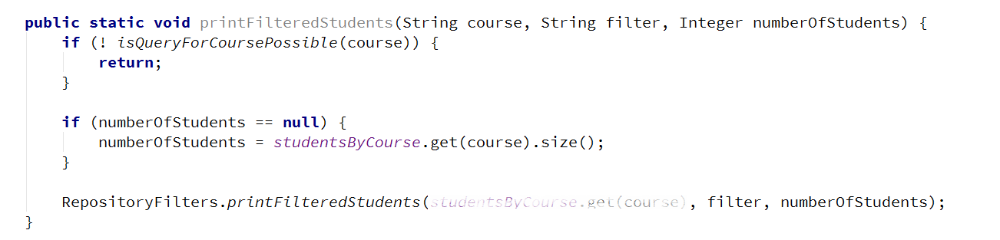 public static void printFilteredStudents(String course, String filter, Integer numberOfStudents) {
if (! isQueryForCoursePossible(course)) {
return;
}
if (numberOfStudents == null) {
numberOfStudents = studentsByCourse.get(course).size();
}
RepositoryFilters.printFilteredStudents(studentsByCourse.get(course), filter, numberOfStudents);
}